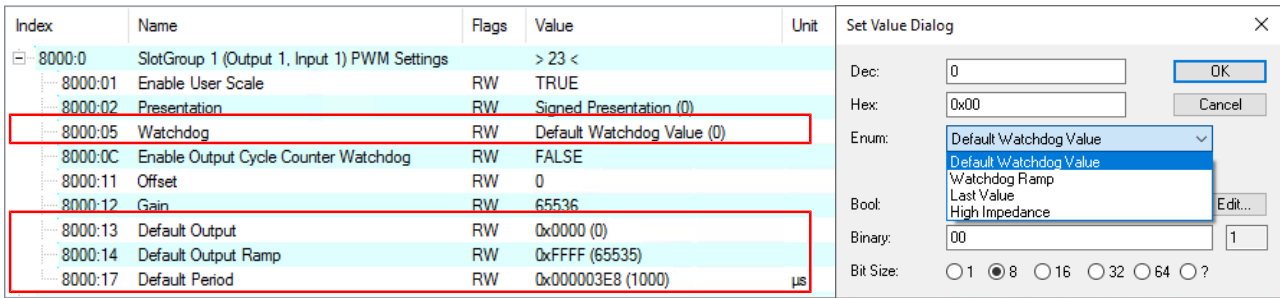 Index Name Flags Value Unit
8000:0 SlotGroup 1 (Output 1, Input 1) PWM Settings > 23 <
8000:01 Enable User Scale RW TRUE
8000:02 Presentation RW Signed Presentation (0)
8000:05 Watchdog RW Default Watchdog Value (0)
8000:0C Enable Output Cycle Counter Watchdog RW FALSE
8000:11 Offset RW 0
8000:12 Gain RW 65536
8000:13 Default Output RW 0x0000 (0)
8000:14 Default Output Ramp RW 0xFFFF (65535)
8000:17 Default Period RW 0x000003E8 (1000) µs
Set Value Dialog
Dec: 0 OK
Hex: 0x00 Cancel
Enum: Default Watchdog Value
Default Watchdog Value
Watchdog Ramp
Last Value
Bool: High Impedance Edit...
Binary: 00 1
Bit Size: 1 8 16 32 64 ?